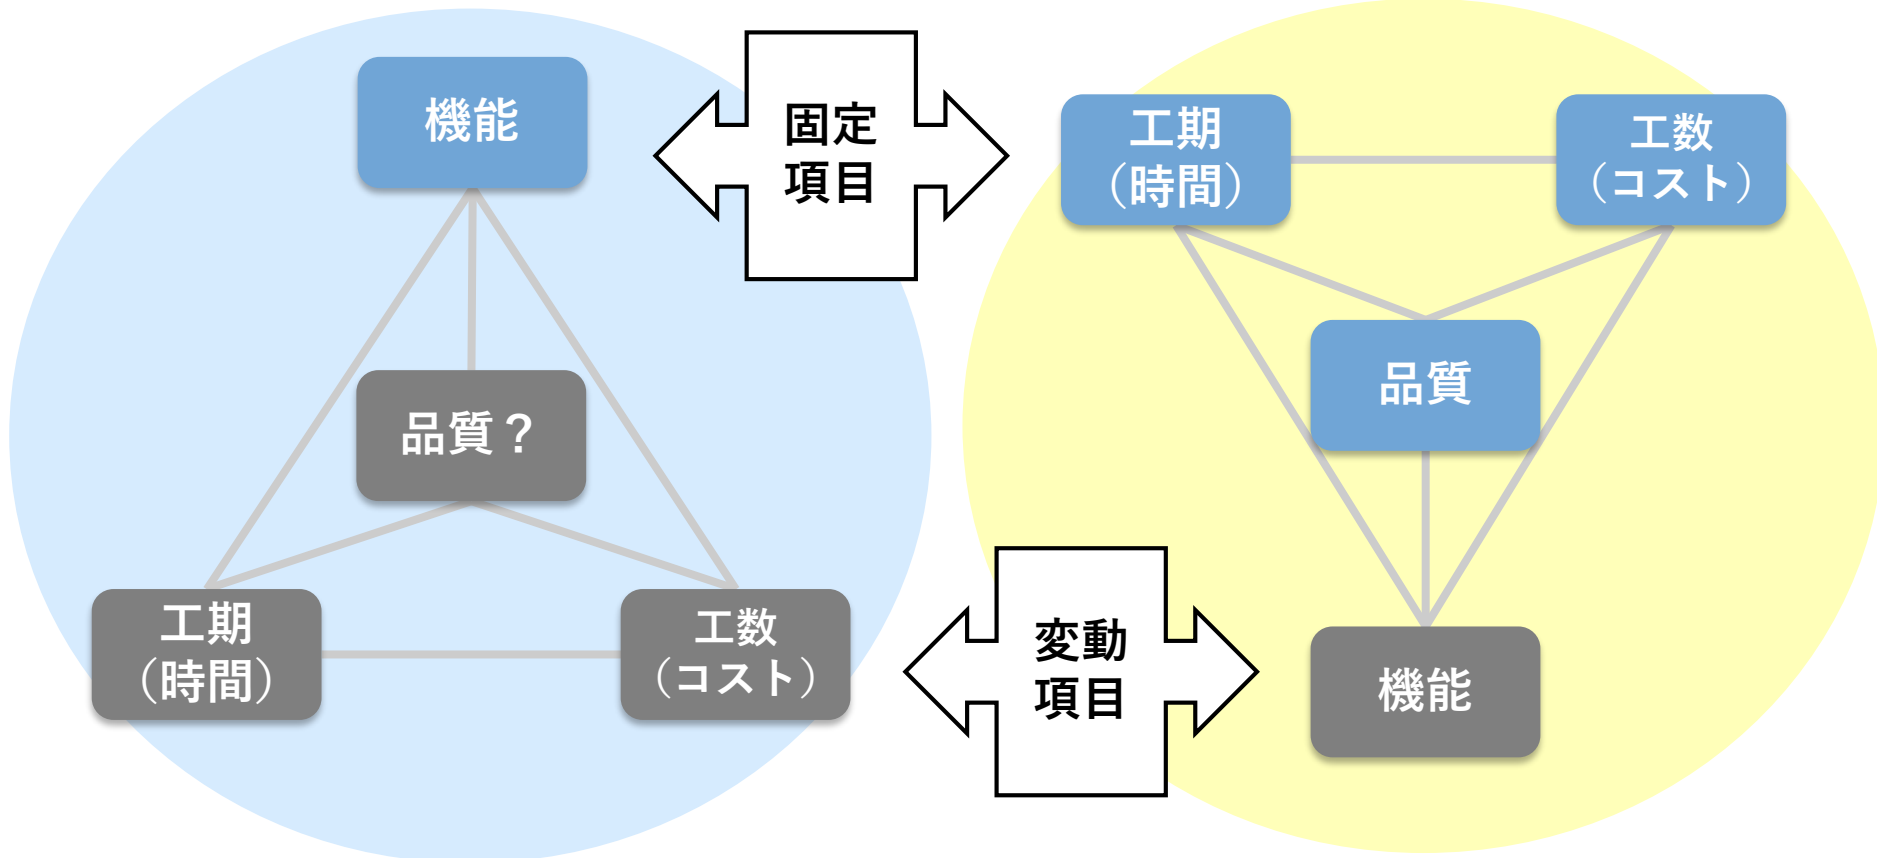 機能
品質？
工期
（時間）
工数
（コスト）
固定
項目
変動
項目
工期
（時間）
工数
（コスト）
品質
機能